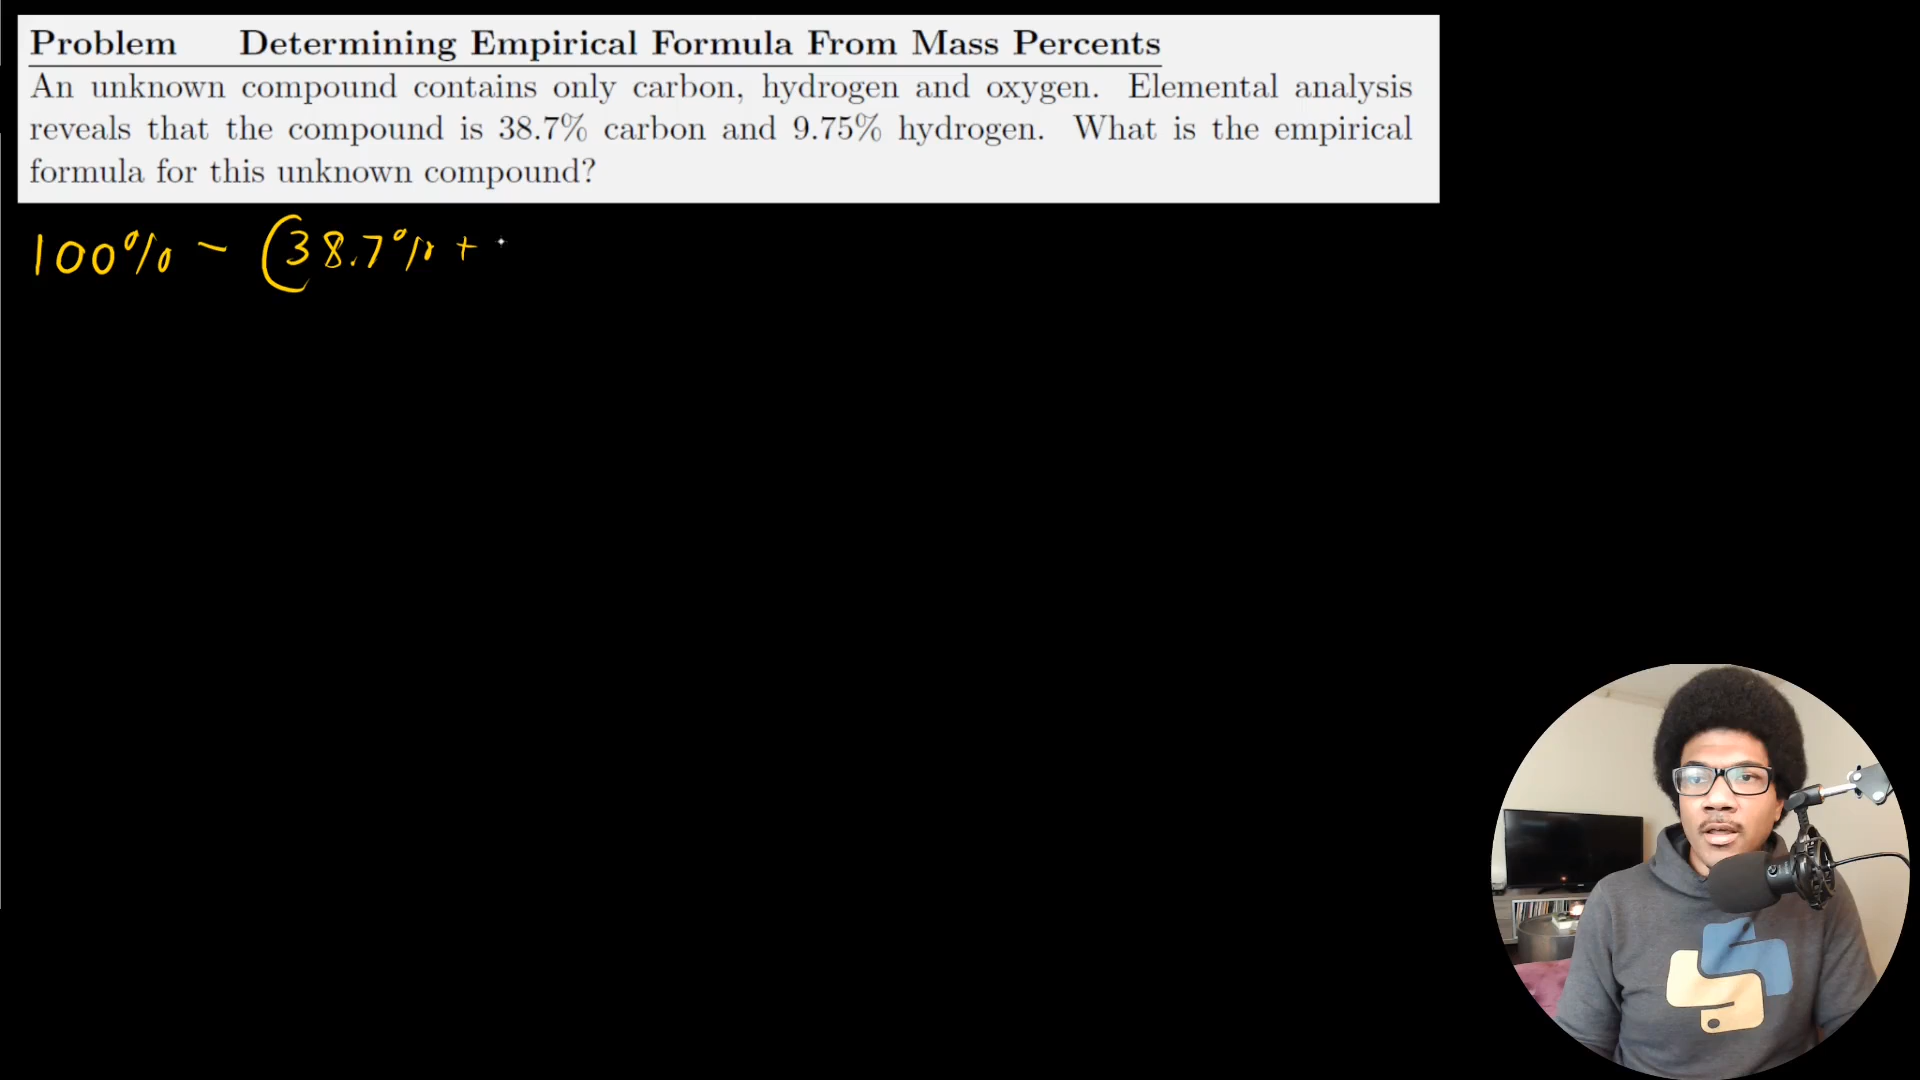 Problem Determining Empirical Formula From Mass Percents
An unknown compound contains only carbon, hydrogen and oxygen. Elemental analysis
reveals that the compound is 38.7% carbon and 9.75% hydrogen. What is the empirical
formula for this unknown compound?
100% - (38.7% +